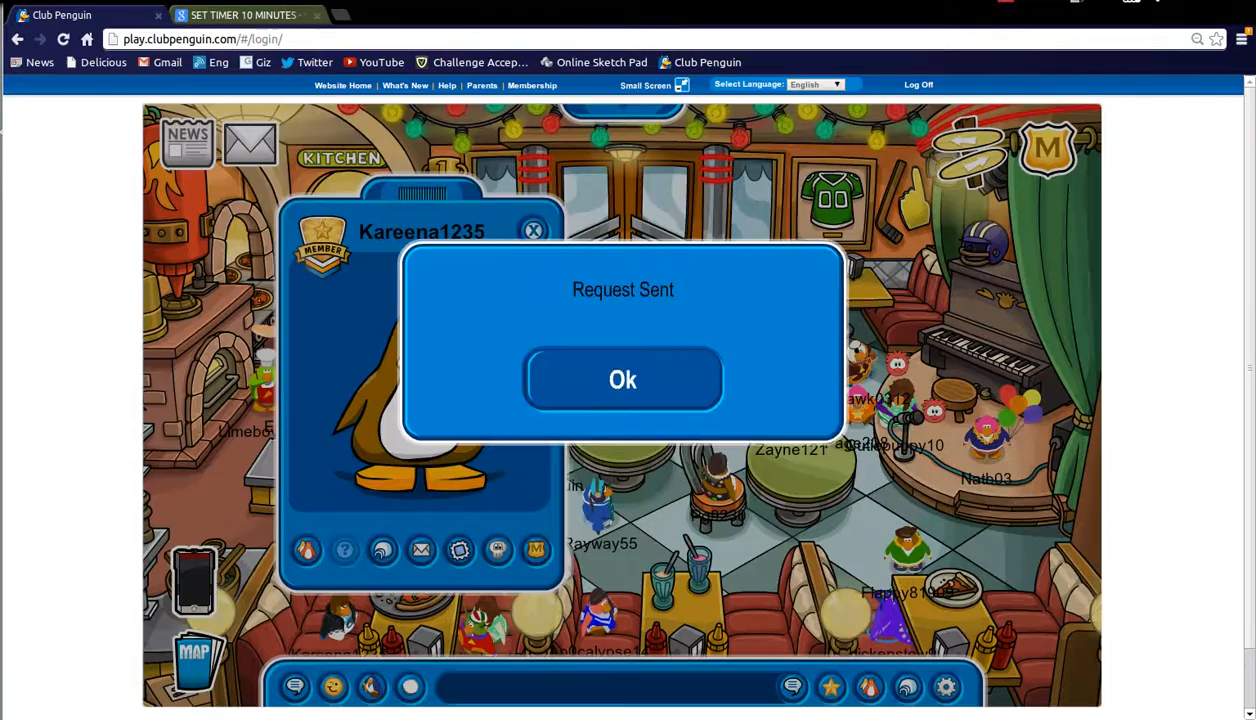 Club Penguin
SET TIMER 10 MINUTES -
play.clubpenguin.com/#/login/
News Delicious Gmail Eng Giz Twitter YouTube Challenge Accep... Online Sketch Pad Club Penguin
Website Home | What's New | Help | Parents | Membership Small Screen Select Language: English Log Off
NEWS
KITCHEN
M
Kareena1235
MEMBER
Request Sent
Ok
Zayne121
Nath03
Rayway55
Flappy81909
MAP